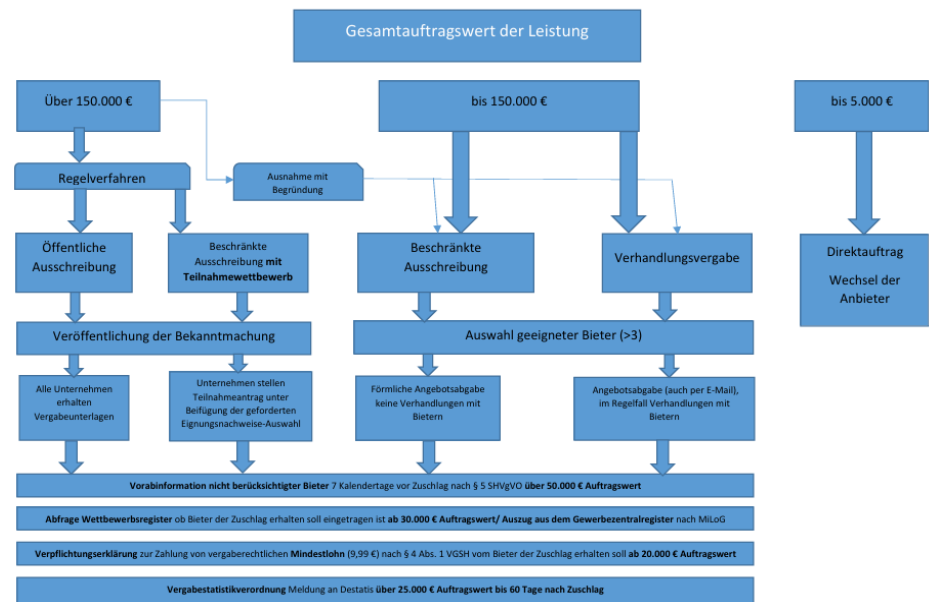 Gesamtauftragswert der Leistung
Über 150.000 €
bis 150.000 €
bis 5.000 €
Regelverfahren
Ausnahme mit
Begründung
Öffentliche
Ausschreibung
Beschränkte
Ausschreibung mit
Teilnahmewettbewerb
Beschränkte
Ausschreibung
Verhandlungsvergabe
Direktauftrag
Wechsel der
Anbieter
Veröffentlichung der Bekanntmachung
Auswahl geeigneter Bieter (>3)
Alle Unternehmen
erhalten
Vergabeunterlagen
Unternehmen stellen
Teilnahmeantrag unter
Beifügung der geforderten
Eignungsnachweise-Auswahl
Förmliche Angebotsabgabe
keine Verhandlungen mit
Bietern
Angebotsabgabe (auch per E-Mail),
im Regelfall Verhandlungen mit
Bietern
Vorabinformation nicht berücksichtigter Bieter 7 Kalendertage vor Zuschlag nach § 5 SHVgVO über 50.000 € Auftragswert
Abfrage Wettbewerbsregister ob Bieter der Zuschlag erhalten soll eingetragen ist ab 30.000 € Auftragswert/ Auszug aus dem Gewerbezentralregister nach MiLoG
Verpflichtungserklärung zur Zahlung von vergaberechtlichen Mindestlohn (9,99 €) nach § 4 Abs. 1 VGSH vom Bieter der Zuschlag erhalten soll ab 20.000 € Auftragswert
Vergabestatistikverordnung Meldung an Destatis über 25.000 € Auftragswert bis 60 Tage nach Zuschlag